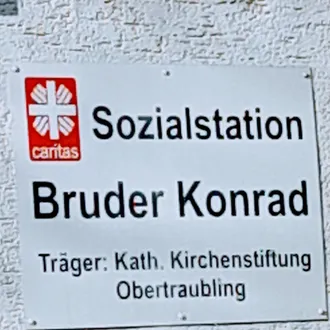 caritas
Sozialstation
Bruder Konrad
Träger: Kath. Kirchenstiftung
Obertraubling